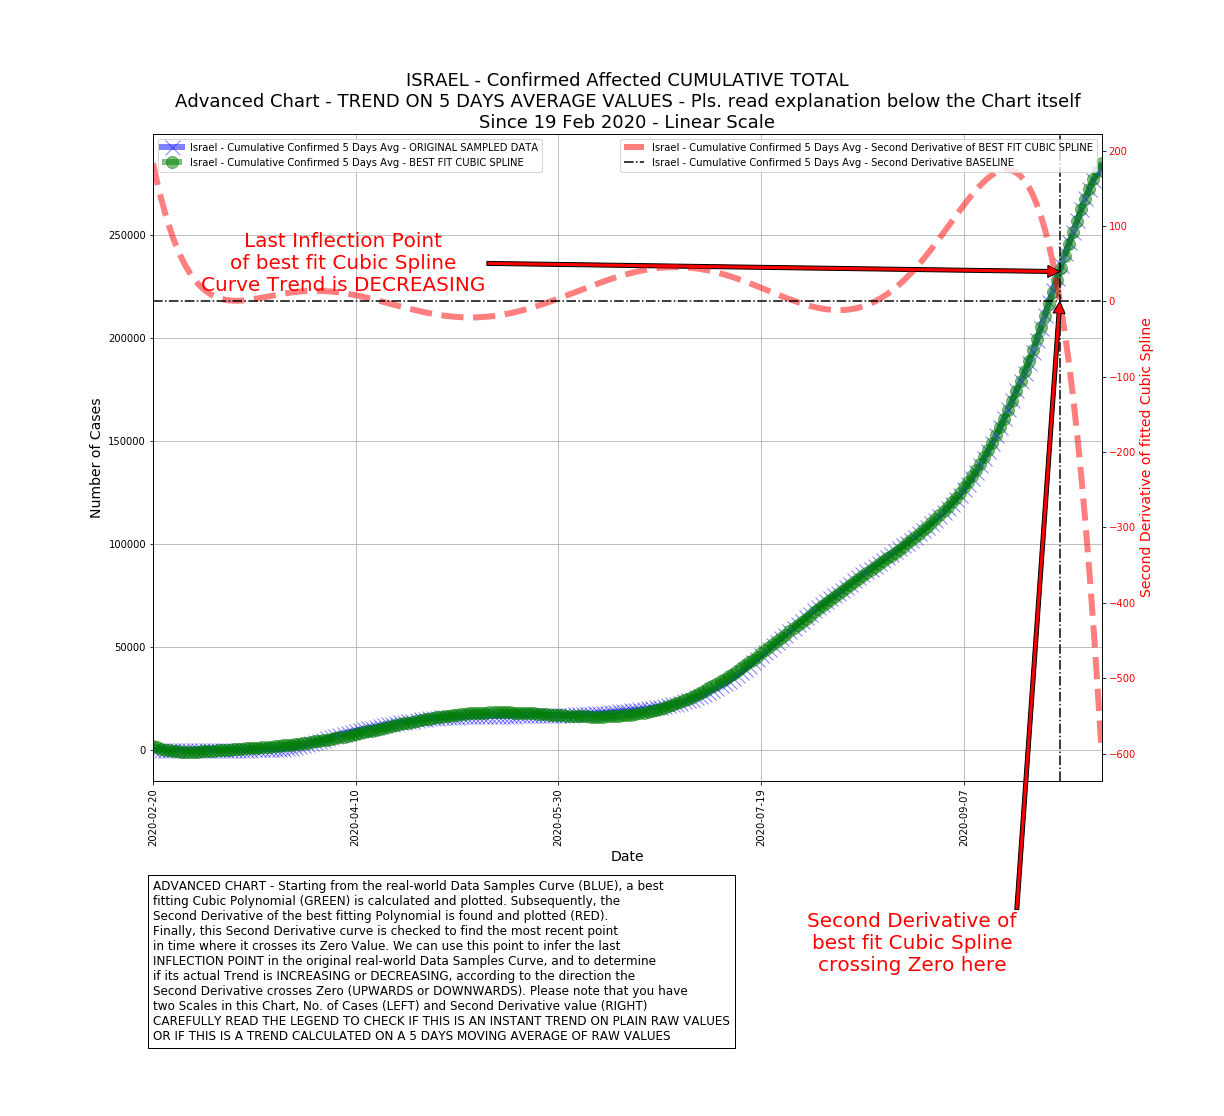 ISRAEL - Confirmed Affected CUMULATIVE TOTAL
Advanced Chart - TREND ON 5 DAYS AVERAGE VALUES - Pls. read explanation below the Chart itself
Since 19 Feb 2020 - Linear Scale
Israel - Cumulative Confirmed 5 Days Avg - ORIGINAL SAMPLED DATA
Israel - Cumulative Confirmed 5 Days Avg - BEST FIT CUBIC SPLINE
Israel - Cumulative Confirmed 5 Days Avg - Second Derivative of BEST FIT CUBIC SPLINE
Israel - Cumulative Confirmed 5 Days Avg - Second Derivative BASELINE
Last Inflection Point
of best fit Cubic Spline
Curve Trend is DECREASING
Number of Cases
250000
200000
150000
100000
50000
0
200
100
0
−100
−200
−300
−400
−500
−600
Second Derivative of fitted Cubic Spline
2020-02-20
2020-04-10
2020-05-30
2020-07-19
2020-09-07
Date
ADVANCED CHART - Starting from the real-world Data Samples Curve (BLUE), a best
fitting Cubic Polynomial (GREEN) is calculated and plotted. Subsequently, the
Second Derivative of the best fitting Polynomial is found and plotted (RED).
Finally, this Second Derivative curve is checked to find the most recent point
in time where it crosses its Zero Value. We can use this point to infer the last
INFLECTION POINT in the original real-world Data Samples Curve, and to determine
if its actual Trend is INCREASING or DECREASING, according to the direction the
Second Derivative crosses Zero (UPWARDS or DOWNWARDS). Please note that you have
two Scales in this Chart, No. of Cases (LEFT) and Second Derivative value (RIGHT)
CAREFULLY READ THE LEGEND TO CHECK IF THIS IS AN INSTANT TREND ON PLAIN RAW VALUES
OR IF THIS IS A TREND CALCULATED ON A 5 DAYS MOVING AVERAGE OF RAW VALUES
Second Derivative of
best fit Cubic Spline
crossing Zero here